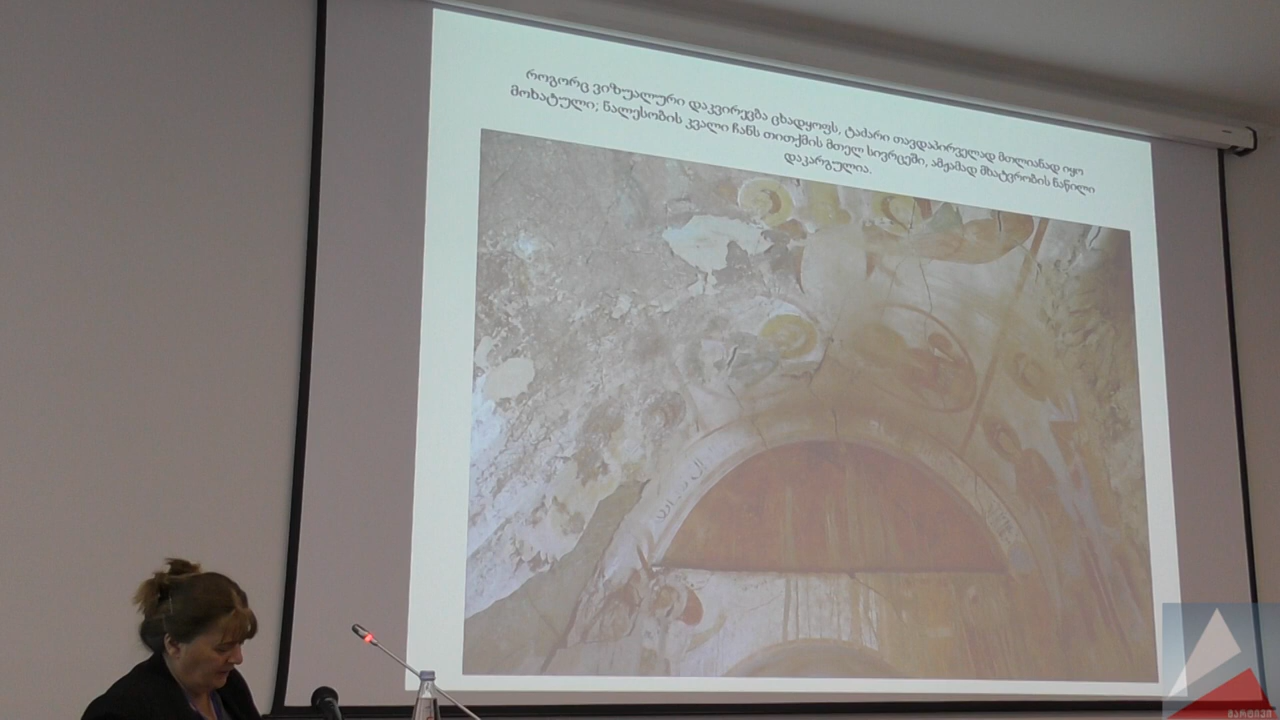 როგორც ვიზუალური დაკვირვება ცხადყოფს, ტაძარი თავდაპირველად მთლიანად იყო
მოხატული; ნალესობის კვალი ჩანს თითქმის მთელ სივრცეში, ამჟამად მხატვრობის ნაწილი
დაკარგულია.
მარტივი